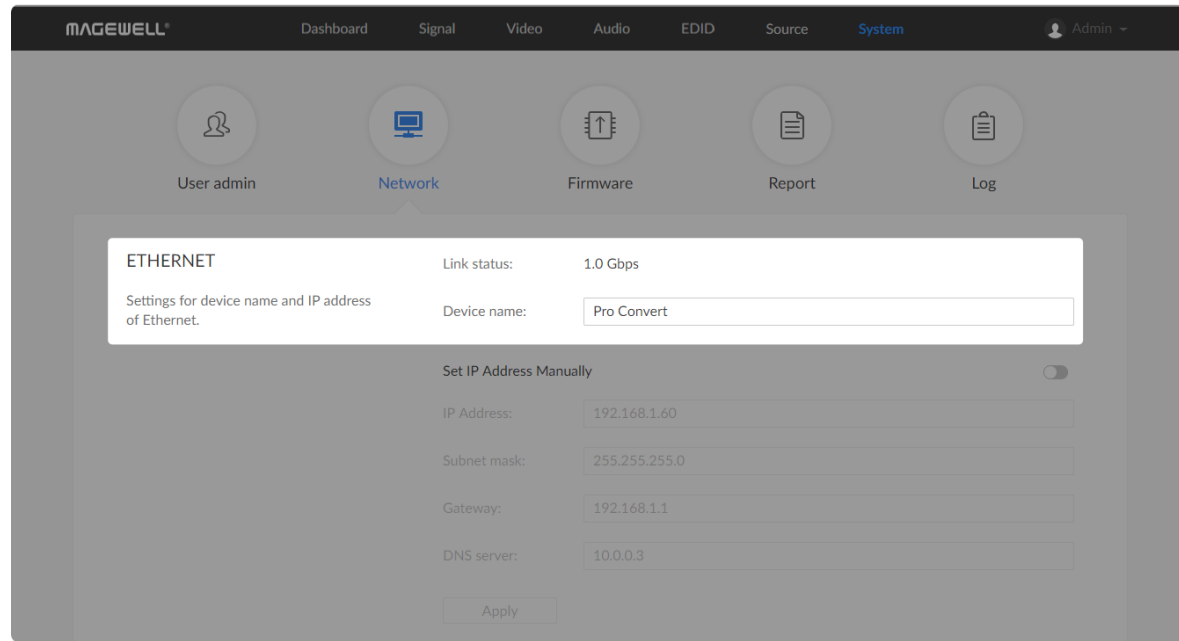 MAGEWELL®
Dashboard Signal Video Audio EDID Source System Admin
User admin Network Firmware Report Log
ETHERNET
Settings for device name and IP address
of Ethernet.
Link status: 1.0 Gbps
Device name: Pro Convert
Set IP Address Manually
IP Address: 192.168.1.60
Subnet mask: 255.255.255.0
Gateway: 192.168.1.1
DNS server: 10.0.0.3
Apply